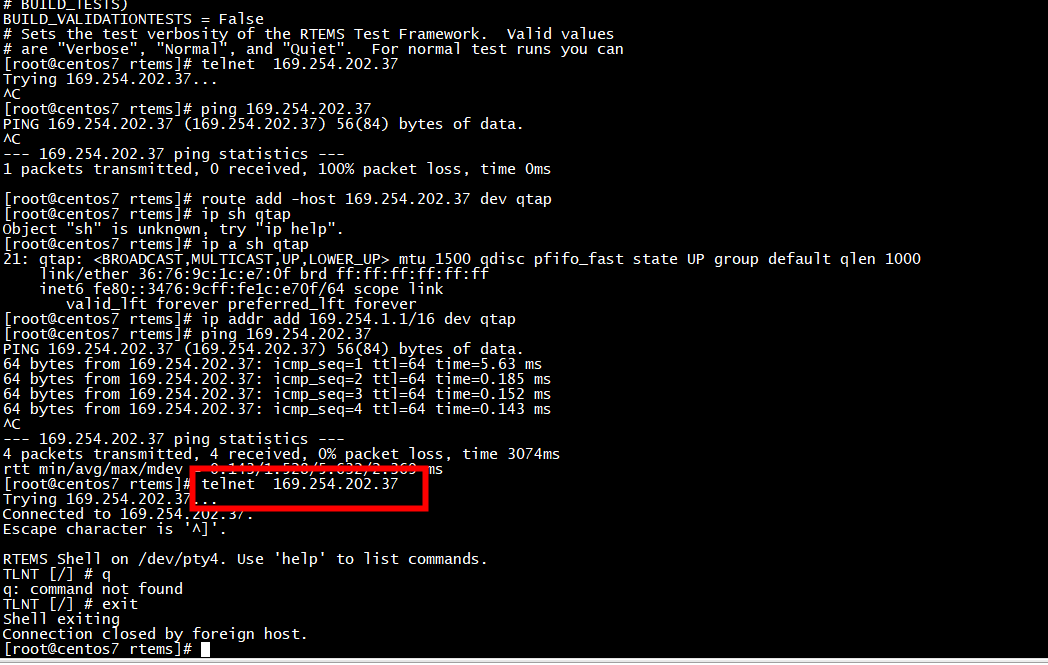 # BUILD_TESTS)
BUILD_VALIDATIONTESTS = False
# Sets the test verbosity of the RTEMS Test Framework.  Valid values
# are "Verbose", "Normal", and "Quiet".  For normal test runs you can
[root@centos7 rtems]# telnet  169.254.202.37
Trying 169.254.202.37...
^C
[root@centos7 rtems]# ping 169.254.202.37
PING 169.254.202.37 (169.254.202.37) 56(84) bytes of data.
^C
--- 169.254.202.37 ping statistics ---
1 packets transmitted, 0 received, 100% packet loss, time 0ms
[root@centos7 rtems]# route add -host 169.254.202.37 dev qtap
[root@centos7 rtems]# ip sh qtap
Object "sh" is unknown, try "ip help".
[root@centos7 rtems]# ip a sh qtap
21: qtap: <BROADCAST,MULTICAST,UP,LOWER_UP> mtu 1500 qdisc pfifo_fast state UP group default qlen 1000
link/ether 36:76:9c:1c:e7:0f brd ff:ff:ff:ff:ff:ff
inet6 fe80::3476:9cff:fe1c:e70f/64 scope link
valid_lft forever preferred_lft forever
[root@centos7 rtems]# ip addr add 169.254.1.1/16 dev qtap
[root@centos7 rtems]# ping 169.254.202.37
PING 169.254.202.37 (169.254.202.37) 56(84) bytes of data.
64 bytes from 169.254.202.37: icmp_seq=1 ttl=64 time=5.63 ms
64 bytes from 169.254.202.37: icmp_seq=2 ttl=64 time=0.185 ms
64 bytes from 169.254.202.37: icmp_seq=3 ttl=64 time=0.152 ms
64 bytes from 169.254.202.37: icmp_seq=4 ttl=64 time=0.143 ms
^C
--- 169.254.202.37 ping statistics ---
4 packets transmitted, 4 received, 0% packet loss, time 3074ms
rtt min/avg/max/mdev = ms
[root@centos7 rtems]# telnet  169.254.202.37
Trying 169.254.202.37...
Connected to 169.254.202.37.
Escape character is '^]'.
RTEMS Shell on /dev/pty4. Use 'help' to list commands.
TLNT [/] # q
q: command not found
TLNT [/] # exit
Shell exiting
Connection closed by foreign host.
[root@centos7 rtems]#